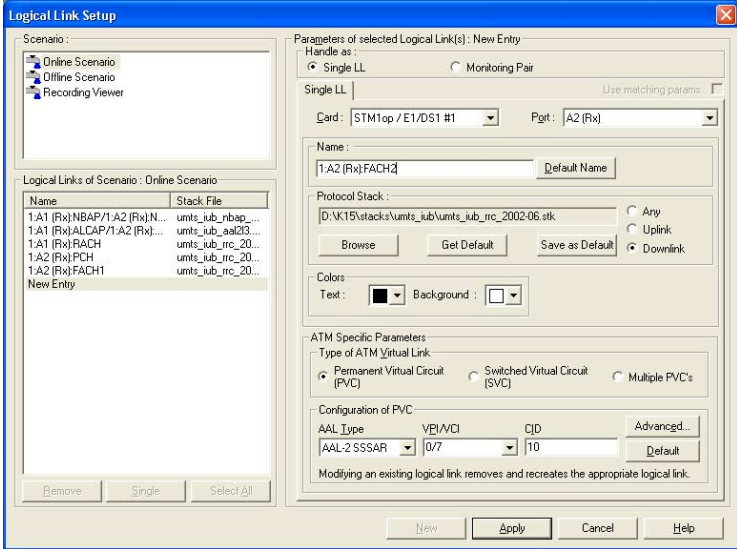 Logical Link Setup
Scenario :
Online Scenario
Offline Scenario
Recording Viewer
Logical Links of Scenario : Online Scenario
Name Stack File
1:A1 (Rx):NBAP/1:A2 (Rx):N... umts_iub_nbap_...
1:A1 (Rx):ALCAP/1:A2 (Rx):... umts_iub_aal2l3....
1:A1 (Rx):RACH umts_iub_rrc_20...
1:A2 (Rx):PCH umts_iub_rrc_20...
1:A2 (Rx):FACH1 umts_iub_rrc_20...
New Entry
Remove Single Select All
Parameters of selected Logical Link(s) : New Entry
Handle as :
Single LL Monitoring Pair
Single LL Use matching params.
Card : STM1op / E1/DS1 #1 Port : A2 (Rx)
Name :
1:A2 (Rx):FACH2 Default Name
Protocol Stack :
D:\K15\stacks\umts_iub\umts_iub_rrc_2002-06.stk
Any
Uplink
Downlink
Browse Get Default Save as Default
Colors
Text : Background :
ATM Specific Parameters
Type of ATM Virtual Link
Permanent Virtual Circuit (PVC)
Switched Virtual Circuit (SVC)
Multiple PVC's
Configuration of PVC
AAL Type VPI/VCI CID Advanced...
AAL-2 SSSAR 0/7 10 Default
Modifying an existing logical link removes and recreates the appropriate logical link.
New Apply Cancel Help